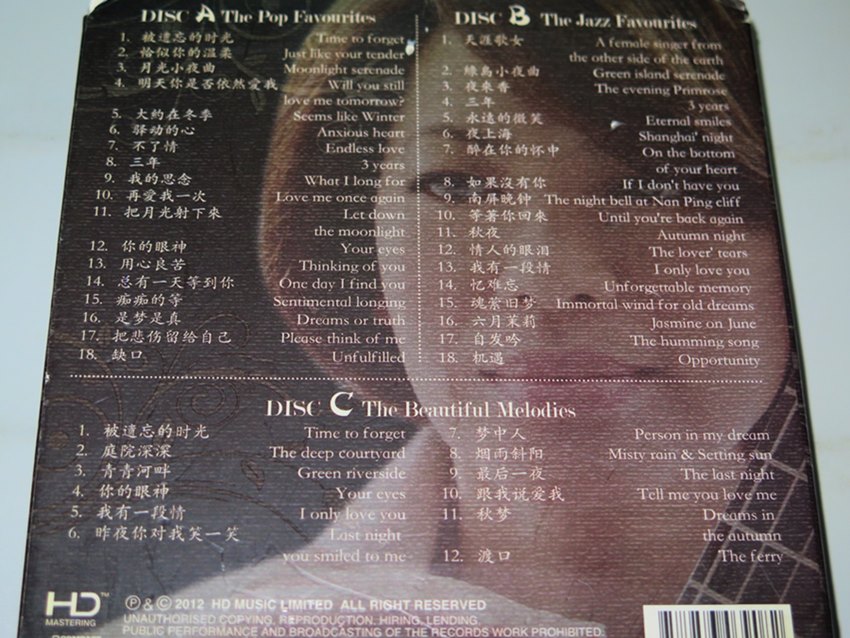 DISC A The Pop Favourites
1. 被遗忘的时光 Time to forget
2. 恰似你的温柔 Just like your tender
3. 月光小夜曲 Moonlight serenade
4. 明天你是否依然爱我 Will you still
love me tomorrow?
5. 大約在冬季 Seems like Winter
6. 驿动的心 Anxious heart
7. 不了情 Endless love
8. 三年 3 years
9. 我的思念 What I long for
10. 再愛我一次 Love me once again
11. 把月光射下來 Let down
the moonlight
12. 你的眼神 Your eyes
13. 用心良苦 Thinking of you
14. 总有一天等到你 One day I find you
15. 痴痴的等 Sentimental longing
16. 是梦是真 Dreams or truth
17. 把悲伤留给自己 Please think of me
18. 缺口 Unfulfilled
DISC B The Jazz Favourites
1. 天涯歌女 A female singer from
the other side of the earth
2. 綠島小夜曲 Green island serenade
3. 夜來香 The evening Primrose
4. 三年 3 years
5. 永遠的微笑 Eternal smiles
6. 夜上海 Shanghai' night
7. 醉在你的怀中 On the bottom
of your heart
8. 如果沒有你 If I don't have you
9. 南屏晚钟 The night bell at Nan Ping cliff
10. 等著你回來 Until you're back again
11. 秋夜 Autumn night
12. 情人的眼泪 The lover' tears
13. 我有一段情 I only love you
14. 忆难忘 Unforgettable memory
15. 魂萦旧梦 Immortal wind for old dreams
16. 六月茉莉 Jasmine on June
17. 自发吟 The humming song
18. 机遇 Opportunity
DISC C The Beautiful Melodies
1. 被遗忘的时光 Time to forget
2. 庭院深深 The deep courtyard
3. 青青河畔 Green riverside
4. 你的眼神 Your eyes
5. 我有一段情 I only love you
6. 昨夜你对我笑一笑 Last night
you smiled to me
7. 梦中人 Person in my dream
8. 烟雨斜阳 Misty rain & Setting sun
9. 最后一夜 The last night
10. 跟我说爱我 Tell me you love me
11. 秋梦 Dreams in
the autumn
12. 渡口 The ferry
HD™
MASTERING
Ⓟ & © 2012 HD MUSIC LIMITED ALL RIGHT RESERVED
UNAUTHORISED COPYING, REPRODUCTION, HIRING, LENDING,
PUBLIC PERFORMANCE AND BROADCASTING OF THE RECORDS WORK PROHIBITED.